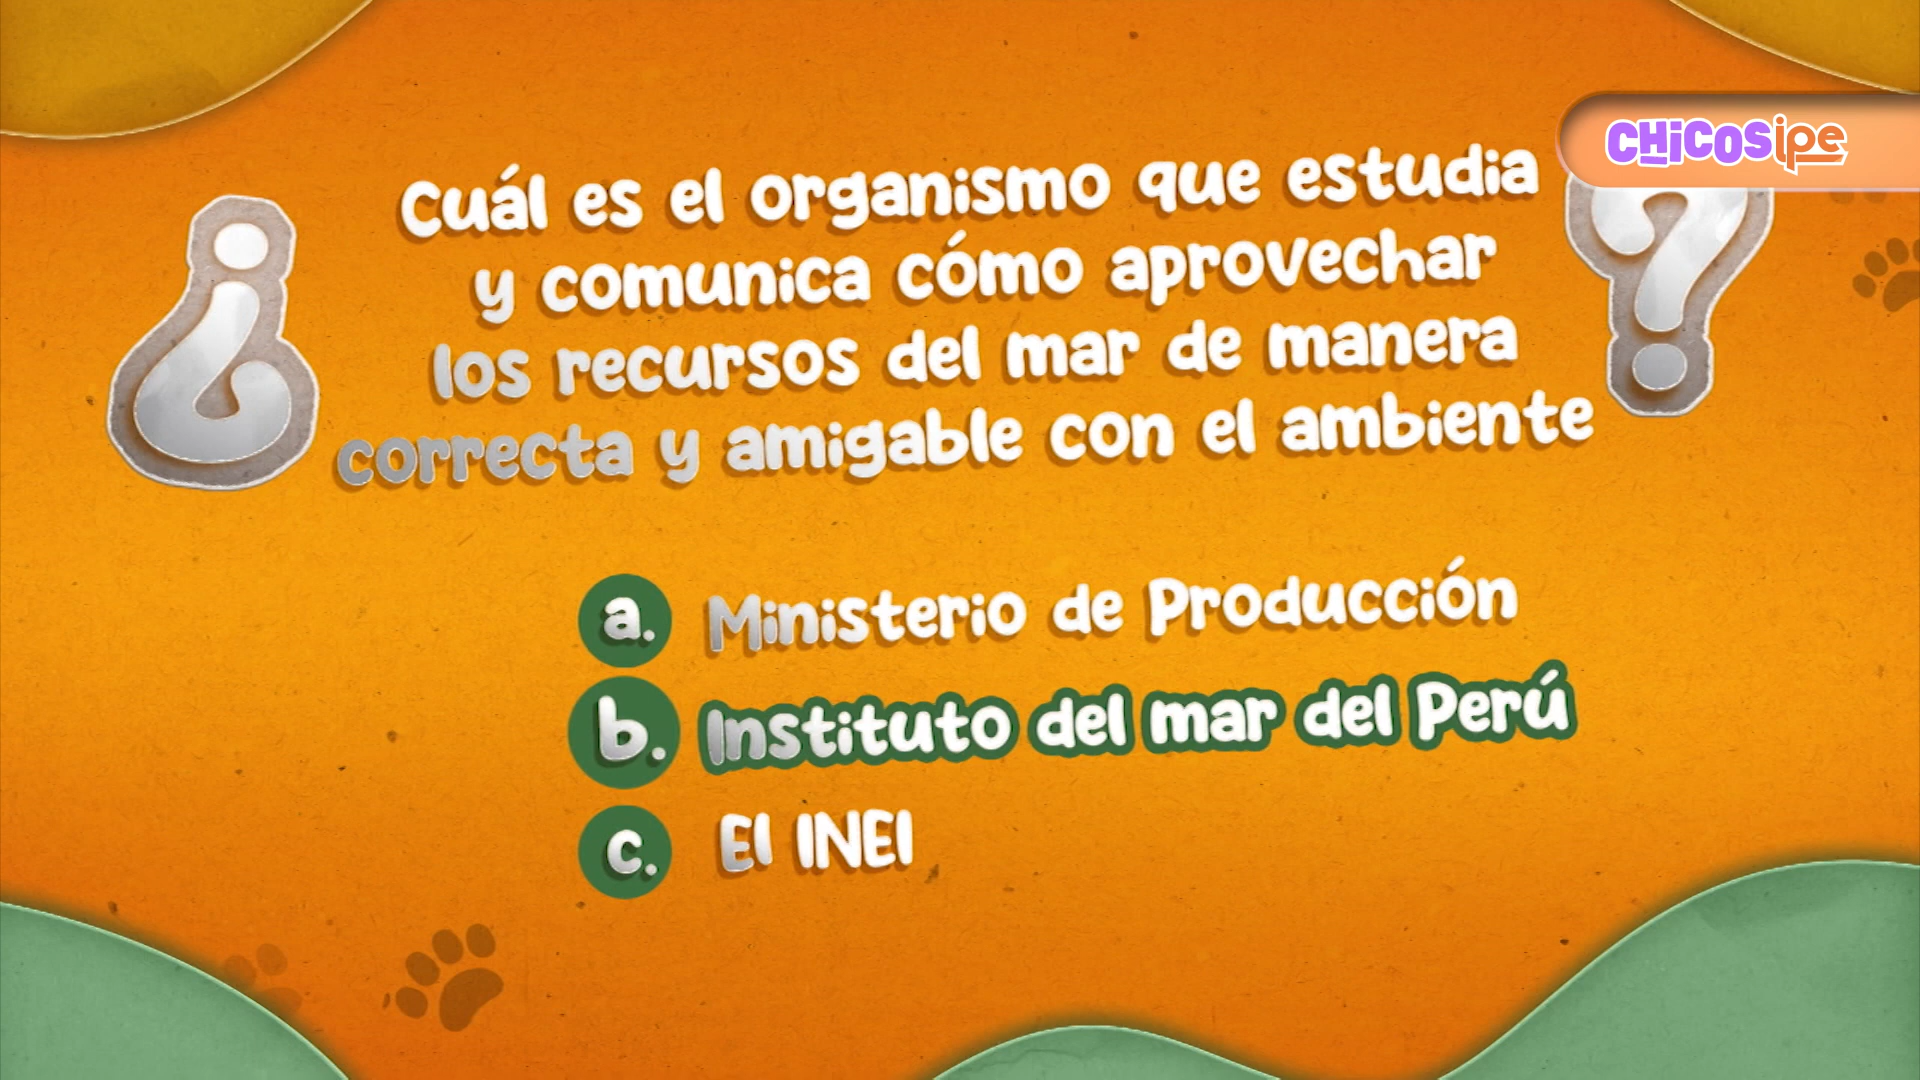 CHICOSipe
¿
Cuál es el organismo que estudia
y comunica cómo aprovechar
los recursos del mar de manera
correcta y amigable con el ambiente
?
a. Ministerio de Producción
b. Instituto del mar del Perú
c. El INEI